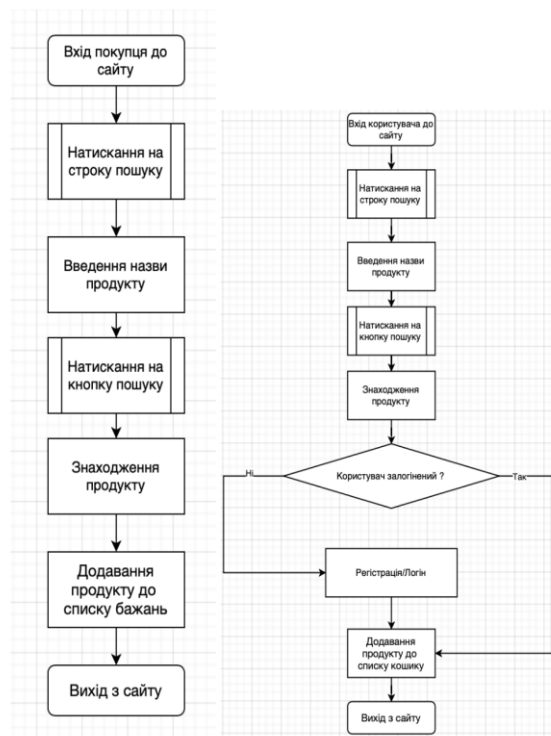 Вхід покупця до
сайту
Натискання на
строку пошуку
Введення назви
продукту
Натискання на
кнопку пошуку
Знаходження
продукту
Додавання
продукту до
списку бажань
Вихід з сайту
Вхід користувача до
сайту
Натискання на
строку пошуку
Введення назви
продукту
Натискання на
кнопку пошуку
Знаходження
продукту
Користувач залогінений ?
Ні
Так
Регістрація/Логін
Додавання
продукту до
списку кошику
Вихід з сайту